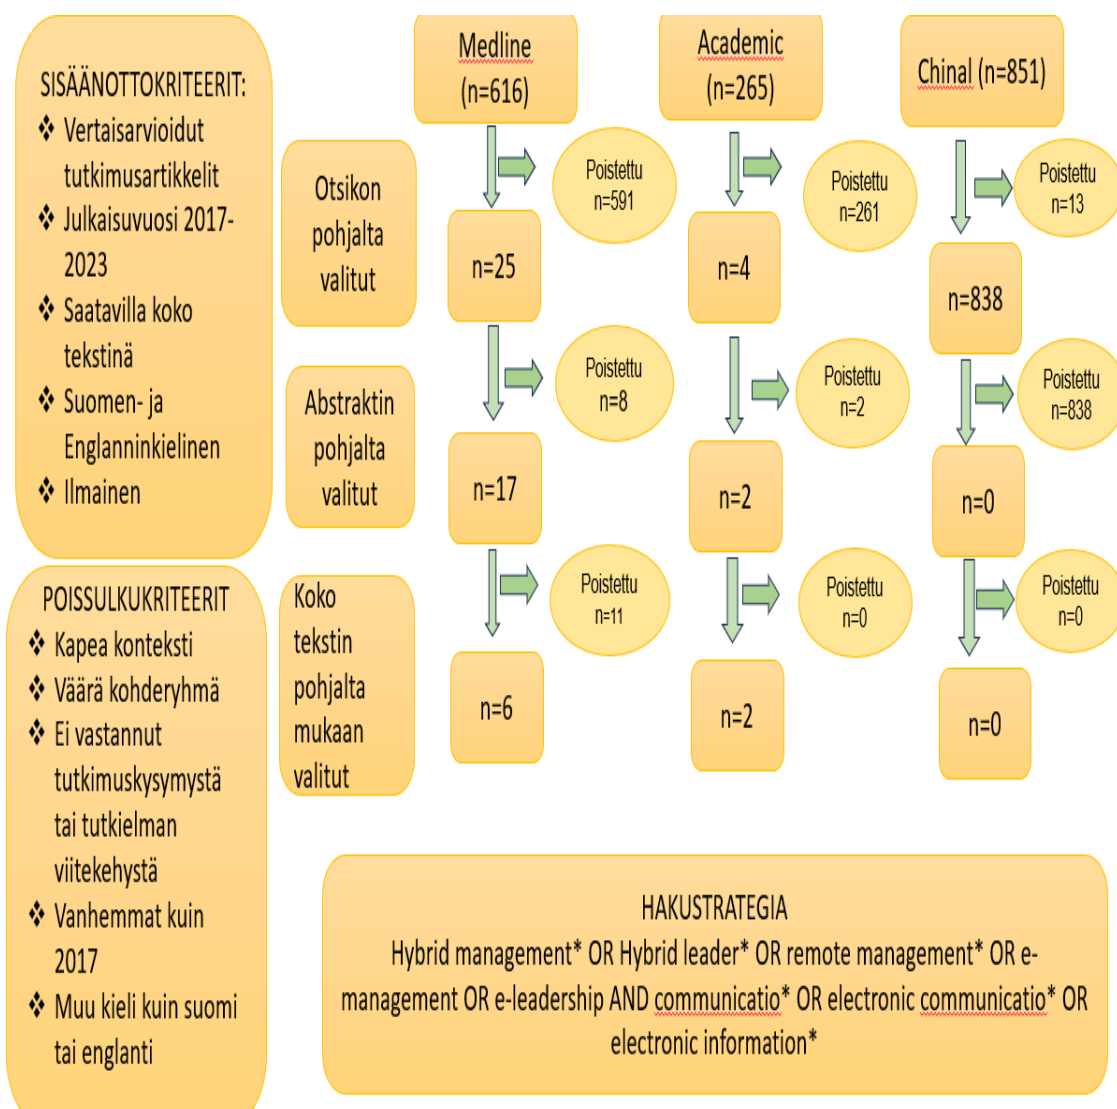 SISÄÄNOTTOKRITEERIT:
❖ Vertaisarvioidut
tutkimusartikkelit
❖ Julkaisuvuosi 2017-
2023
❖ Saatavilla koko
tekstinä
❖ Suomen- ja
Englanninkielinen
❖ Ilmainen
POISSULKUKRITEERIT
❖ Kapea konteksti
❖ Väärä kohderyhmä
❖ Ei vastannut
tutkimuskysymystä
tai tutkielman
viitekehystä
❖ Vanhemmat kuin
2017
❖ Muu kieli kuin suomi
tai englanti
Medline
(n=616)
Academic
(n=265)
Chinal (n=851)
Otsikon
pohjalta
valitut
Poistettu
n=591
Poistettu
n=261
Poistettu
n=13
n=25
n=4
n=838
Abstraktin
pohjalta
valitut
Poistettu
n=8
Poistettu
n=2
Poistettu
n=838
n=17
n=2
n=0
Koko
tekstin
pohjalta
mukaan
valitut
Poistettu
n=11
Poistettu
n=0
Poistettu
n=0
n=6
n=2
n=0
HAKUSTRATEGIA
Hybrid management* OR Hybrid leader* OR remote management* OR e-
management OR e-leadership AND communicatio* OR electronic communicatio* OR
electronic information*